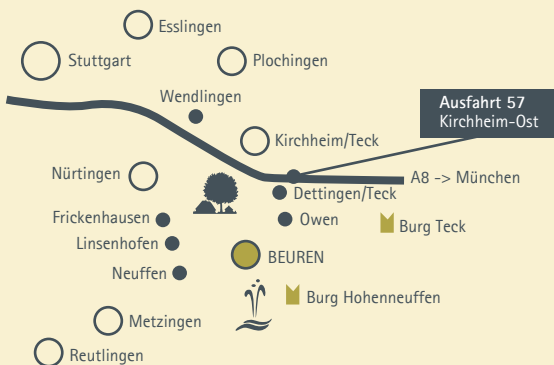 Esslingen
Stuttgart
Plochingen
Wendlingen
Ausfahrt 57
Kirchheim-Ost
Kirchheim/Teck
Nürtingen
A8 -> München
Dettingen/Teck
Frickenhausen
Owen
Burg Teck
Linsenhofen
BEUREN
Neuffen
Burg Hohenneuffen
Metzingen
Reutlingen